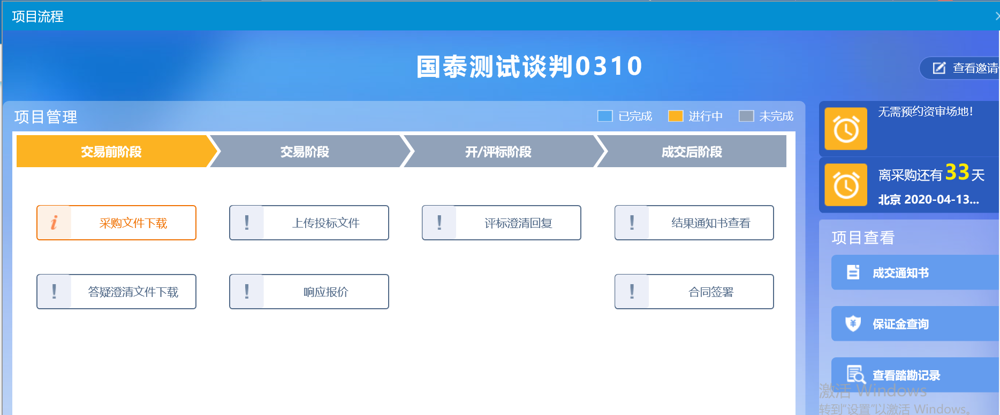 项目流程
国泰测试谈判0310
查看邀请
项目管理
已完成 进行中 未完成
交易前阶段 交易阶段 开/评标阶段 成交后阶段
采购文件下载 上传投标文件 评标澄清回复 结果通知书查看
答疑澄清文件下载 响应报价 合同签署
无需预约资审场地！
离采购还有33天
北京 2020-04-13...
项目查看
成交通知书
保证金查询
查看踏勘记录
激活 Windows
转到“设置”以激活 Windows。